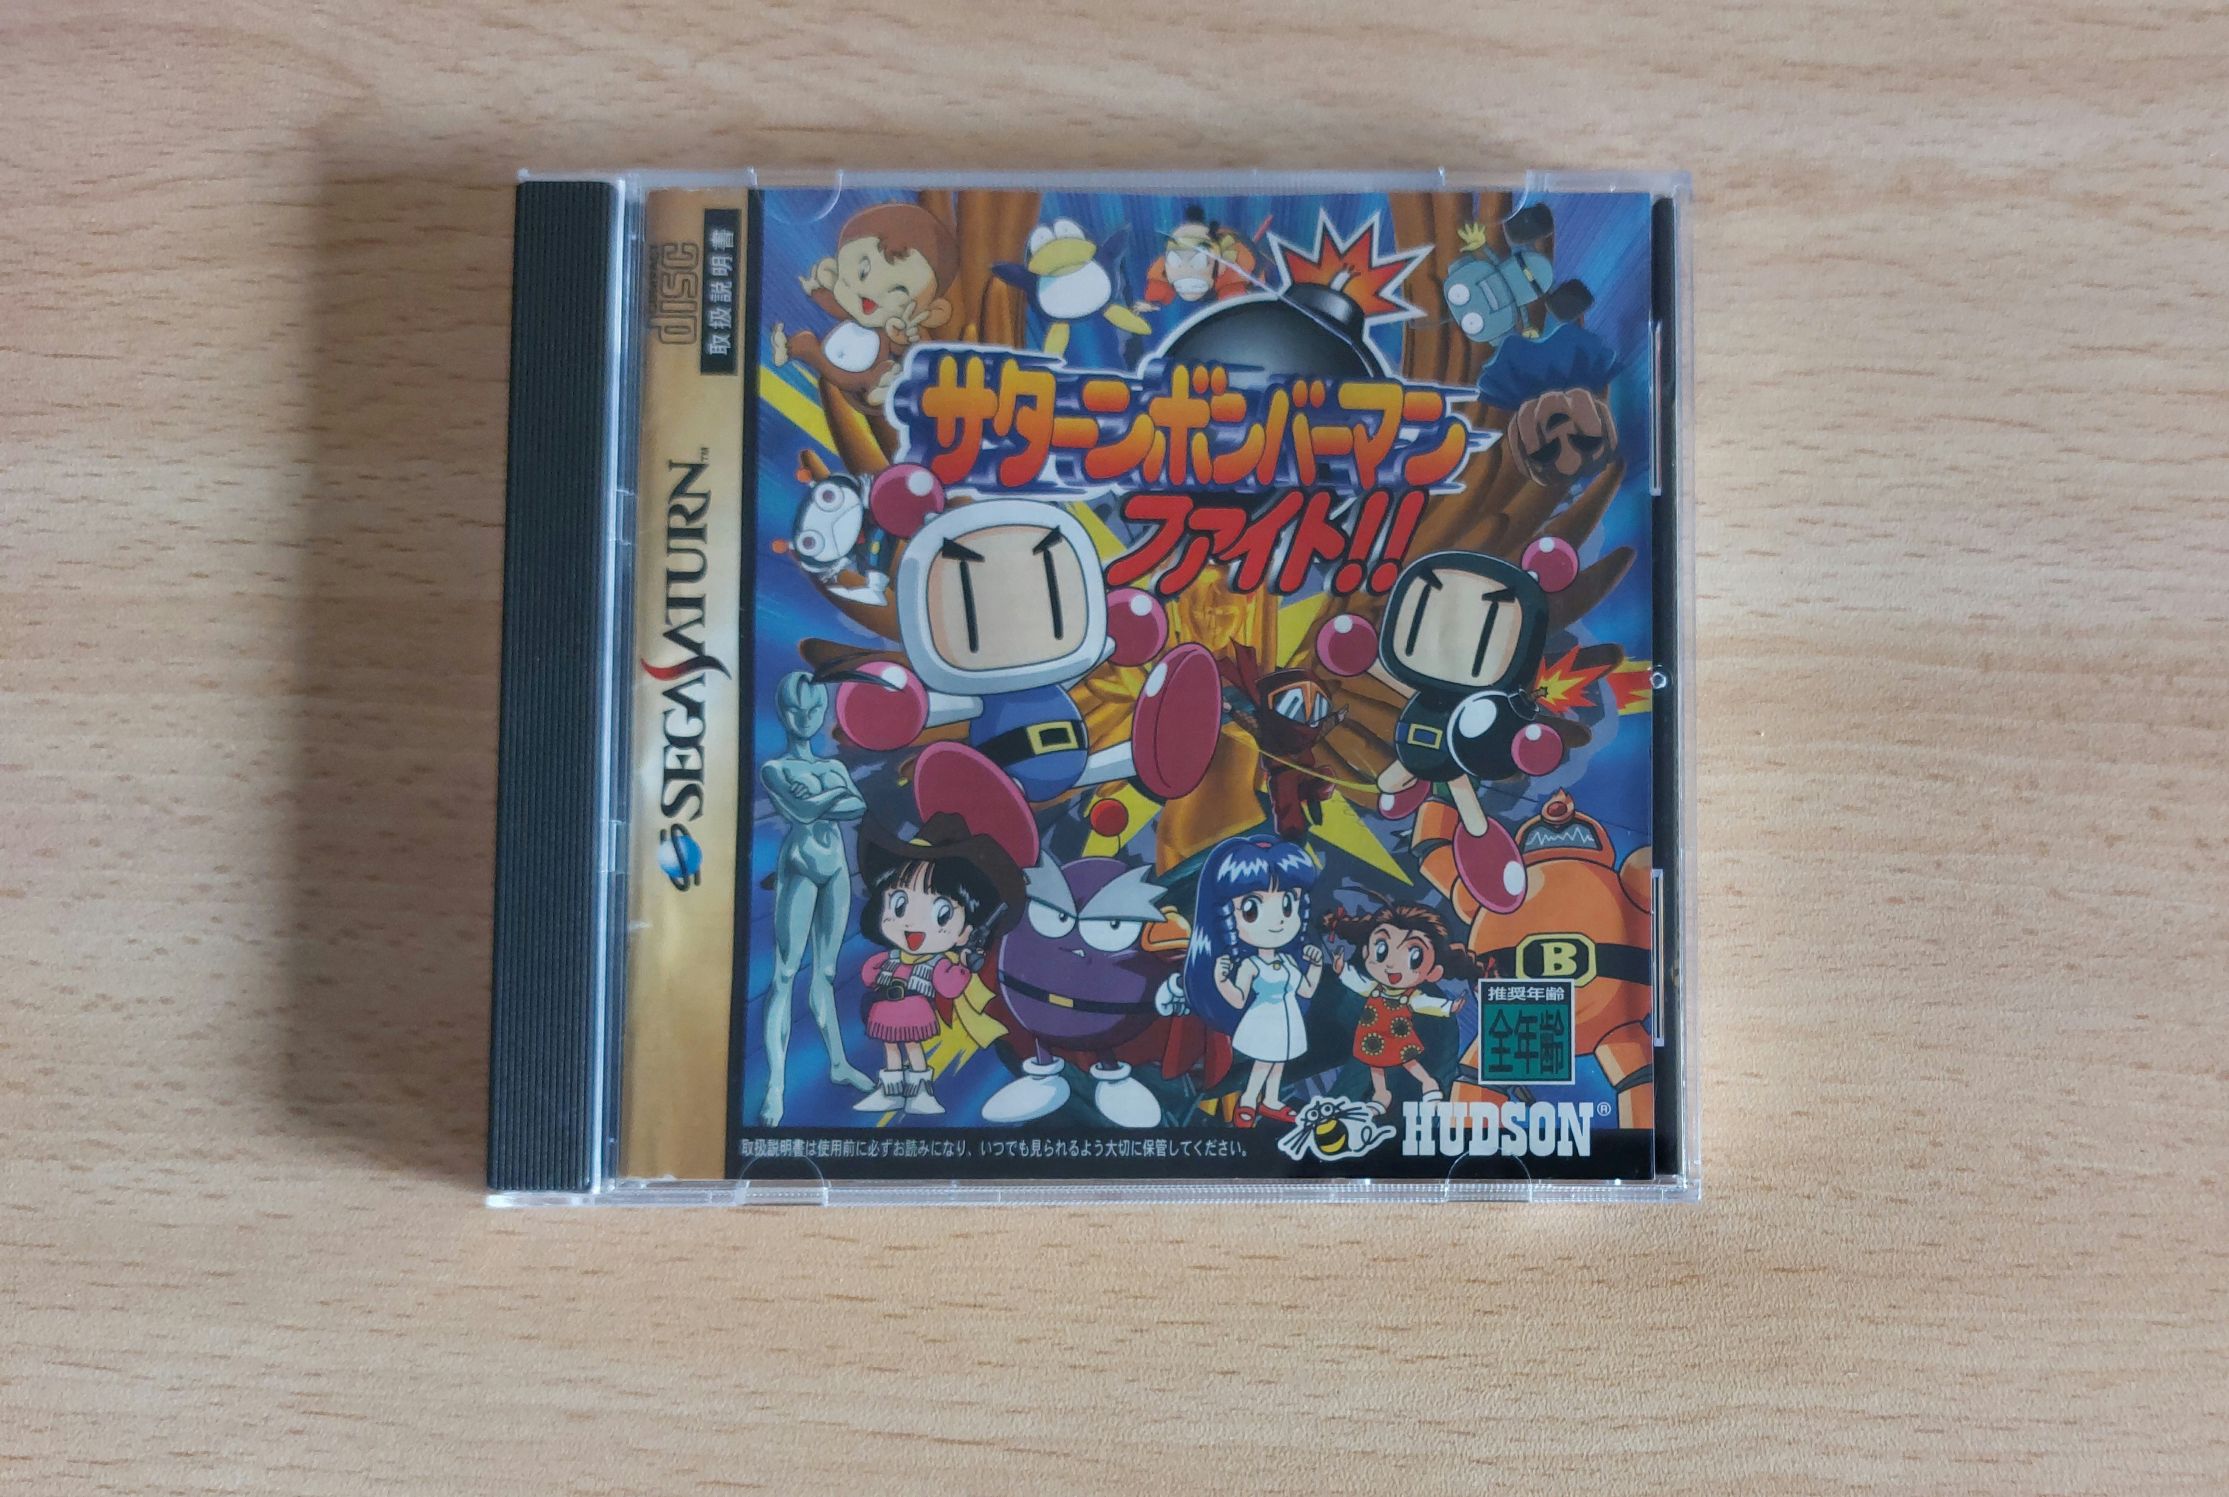 COMPACT
disc
取扱説明書
SEGA SATURN™
サターンボンバーマン
ファイト!!
B
推奨年齢
全年齢
取扱説明書は使用前に必ずお読みになり、いつでも見られるよう大切に保管してください。
HUDSON®